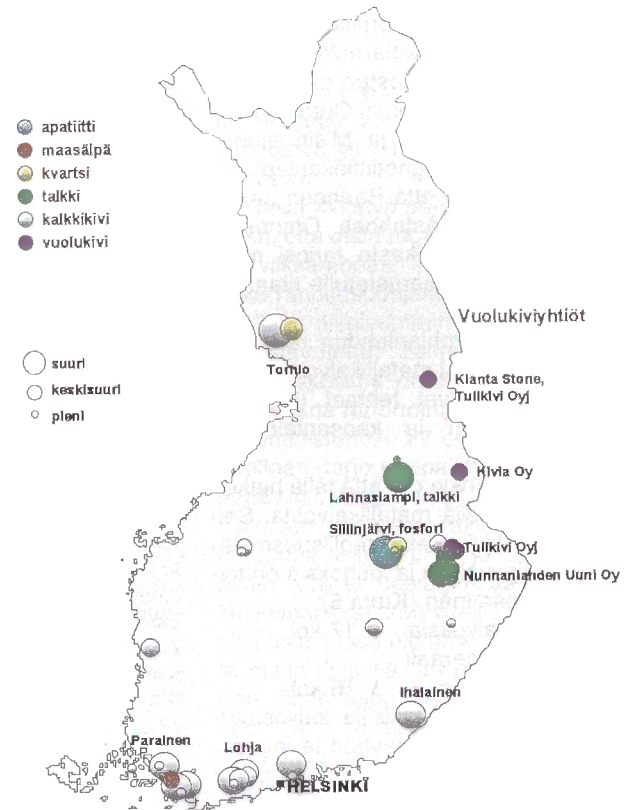 apatiitti
maasälpä
kvartsi
talkki
kalkkikivi
vuolukivi
Vuolukiviyhtiöt
suuri
keskisuuri
pieni
Tornio
Kianta Stone,
Tulikivi Oyj
Kivia Oy
Lahnaslampi, talkki
Siilinjärvi, fosfori
Tulikivi Oyj
Nunnanlahden Uuni Oy
Ihalainen
Parainen
Lohja
HELSINKI